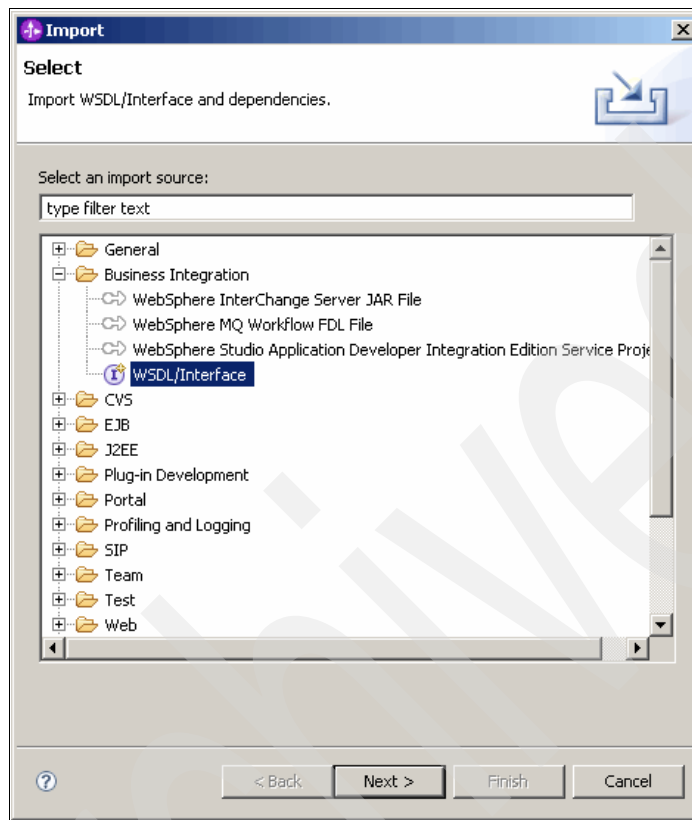 Import
Select
Import WSDL/Interface and dependencies.
Select an import source:
type filter text
General
Business Integration
WebSphere InterChange Server JAR File
WebSphere MQ Workflow FDL File
WebSphere Studio Application Developer Integration Edition Service Proje
WSDL/Interface
CVS
EJB
J2EE
Plug-in Development
Portal
Profiling and Logging
SIP
Team
Test
Web
< Back Next > Finish Cancel